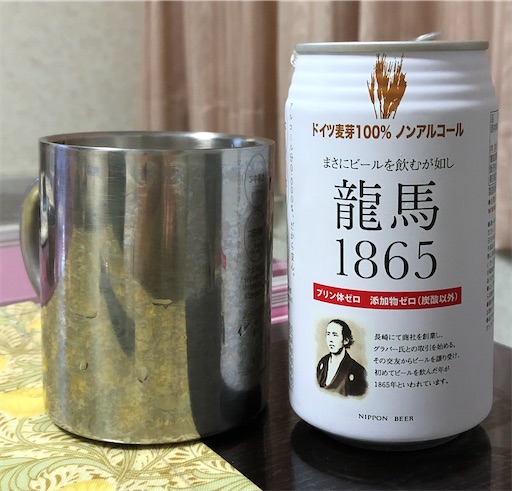 ドイツ麦芽100% ノンアルコール
まさにビールを飲むが如し
龍馬
1865
プリン体ゼロ 添加物ゼロ(炭酸以外)
長崎にて商社を創業し、
グラバー氏との取引を始める。
その交友からビールを譲り受け、
初めてビールを飲んだ年が
1865年といわれています。
NIPPON BEER